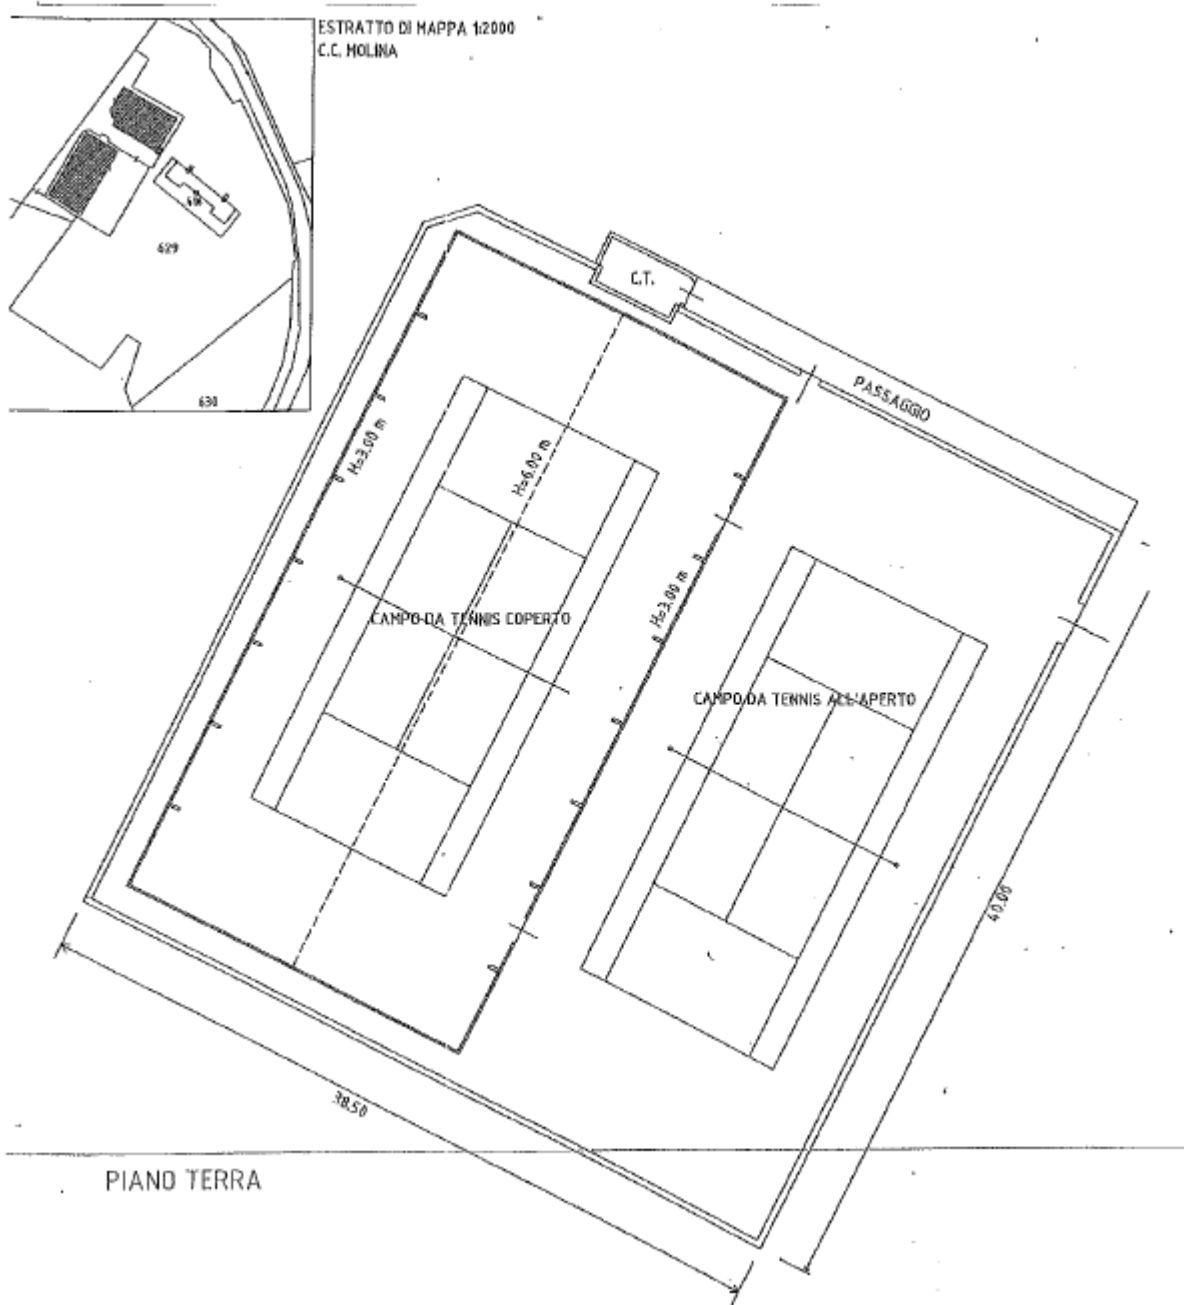 ESTRATTO DI MAPPA 1:2000
C.C. MOLINA
629
630
C.T.
PASSAGGIO
H=3.00 m
H=6.00 m
H=3.00 m
CAMPO DA TENNIS COPERTO
CAMPO DA TENNIS ALL'APERTO
40.00
38.50
PIANO TERRA